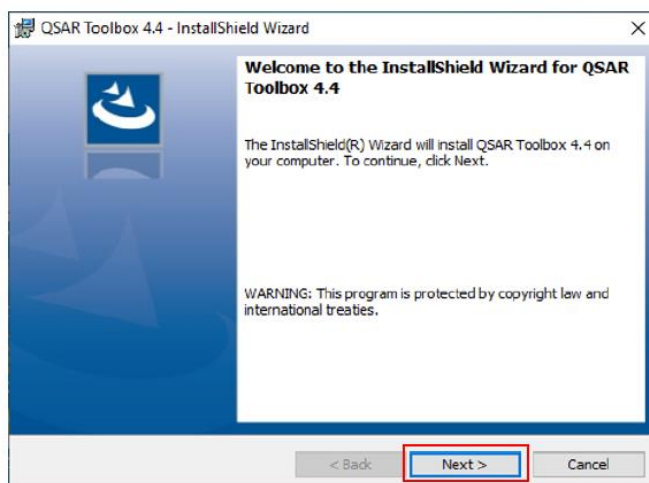 QSAR Toolbox 4.4 - InstallShield Wizard
Welcome to the InstallShield Wizard for QSAR
Toolbox 4.4
The InstallShield(R) Wizard will install QSAR Toolbox 4.4 on
your computer. To continue, click Next.
WARNING: This program is protected by copyright law and
international treaties.
< Back
Next >
Cancel